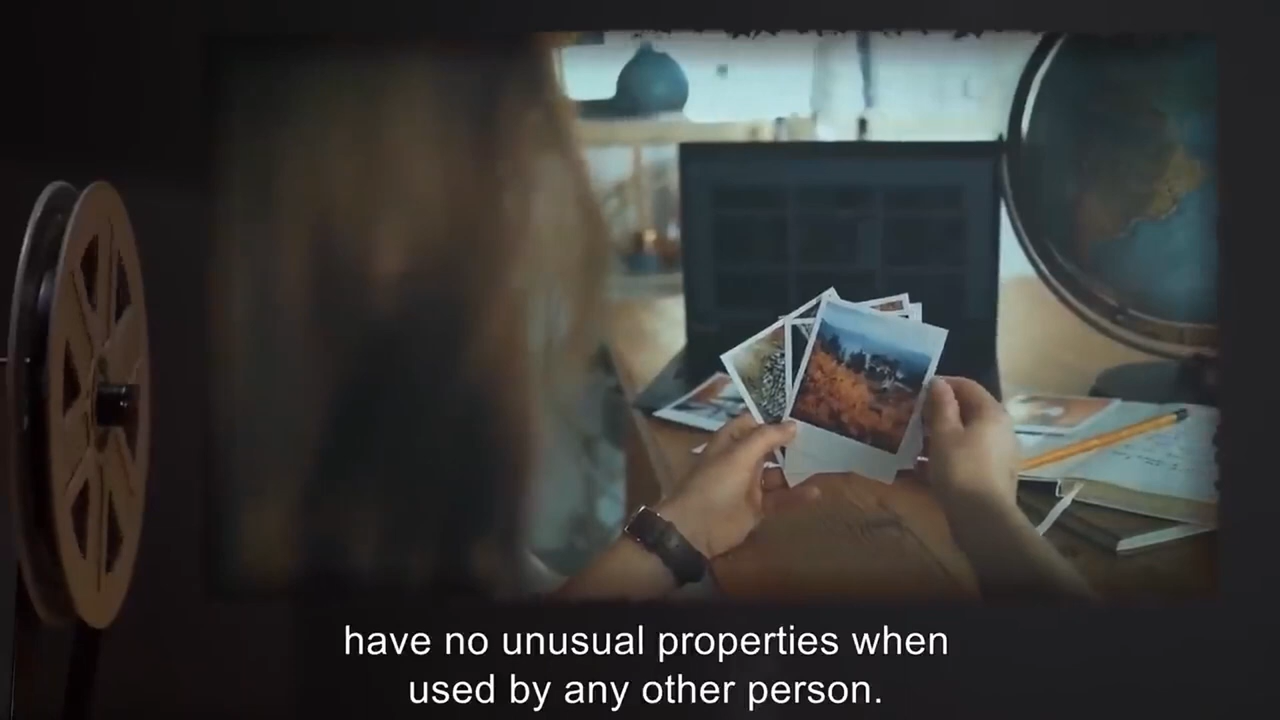 have no unusual properties when
used by any other person.